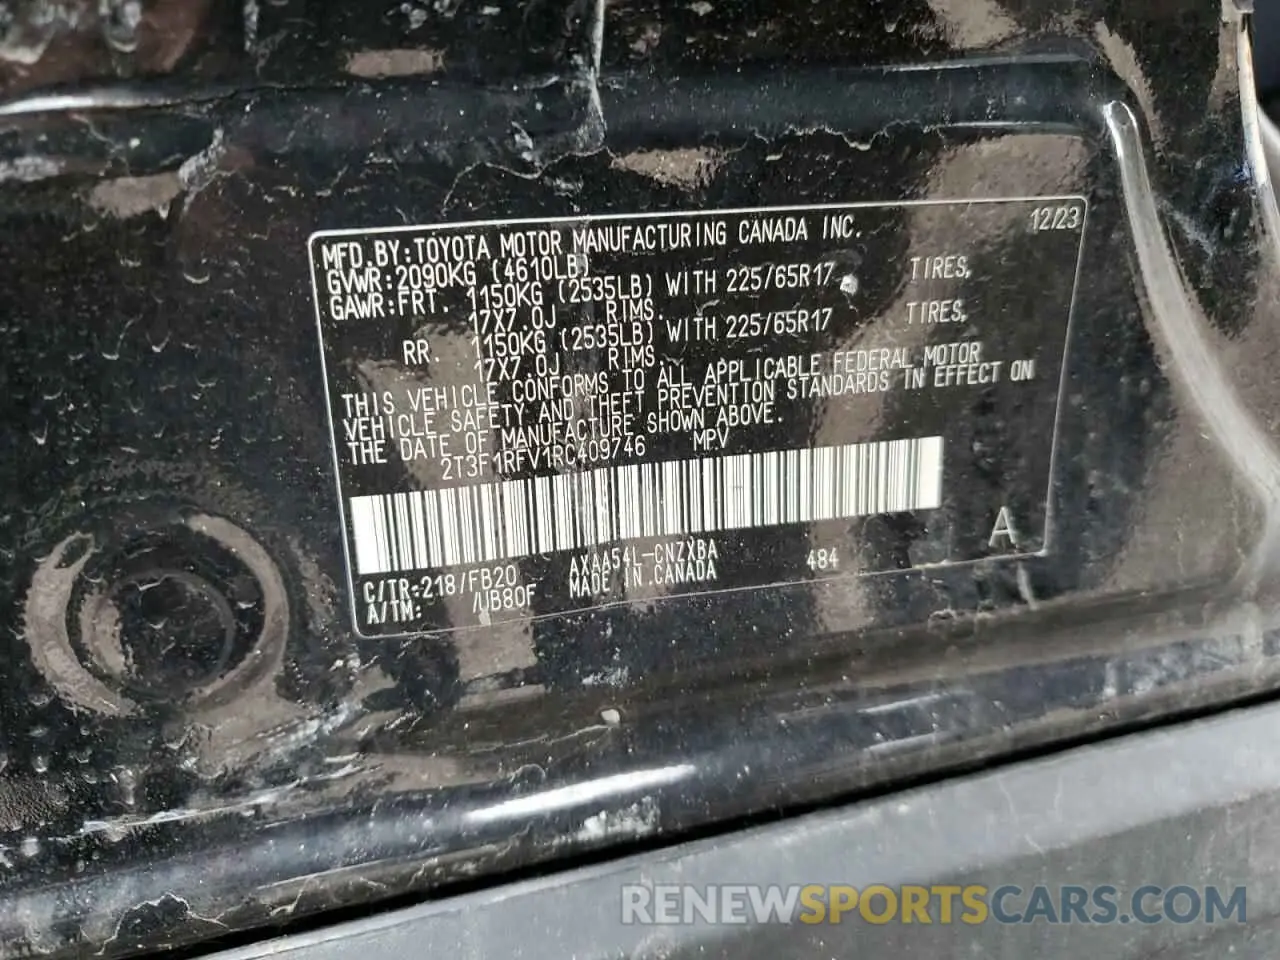 MFD.BY:TOYOTA MOTOR MANUFACTURING CANADA INC. 12/23
GVWR:2090KG (4610LB)
GAWR:FRT. 1150KG (2535LB) WITH 225/65R17 TIRES,
17X7.0J RIMS.
RR. 1150KG (2535LB) WITH 225/65R17 TIRES,
17X7.0J RIMS.
THIS VEHICLE CONFORMS TO ALL APPLICABLE FEDERAL MOTOR
VEHICLE SAFETY AND THEFT PREVENTION STANDARDS IN EFFECT ON
THE DATE OF MANUFACTURE SHOWN ABOVE.
2T3F1RFV1RC409746 MPV
A
C/TR:218/FB20 AXAA54L-CNZXBA 484
A/TM: /UB80F MADE IN CANADA
RENEWSPORTSCARS.COM